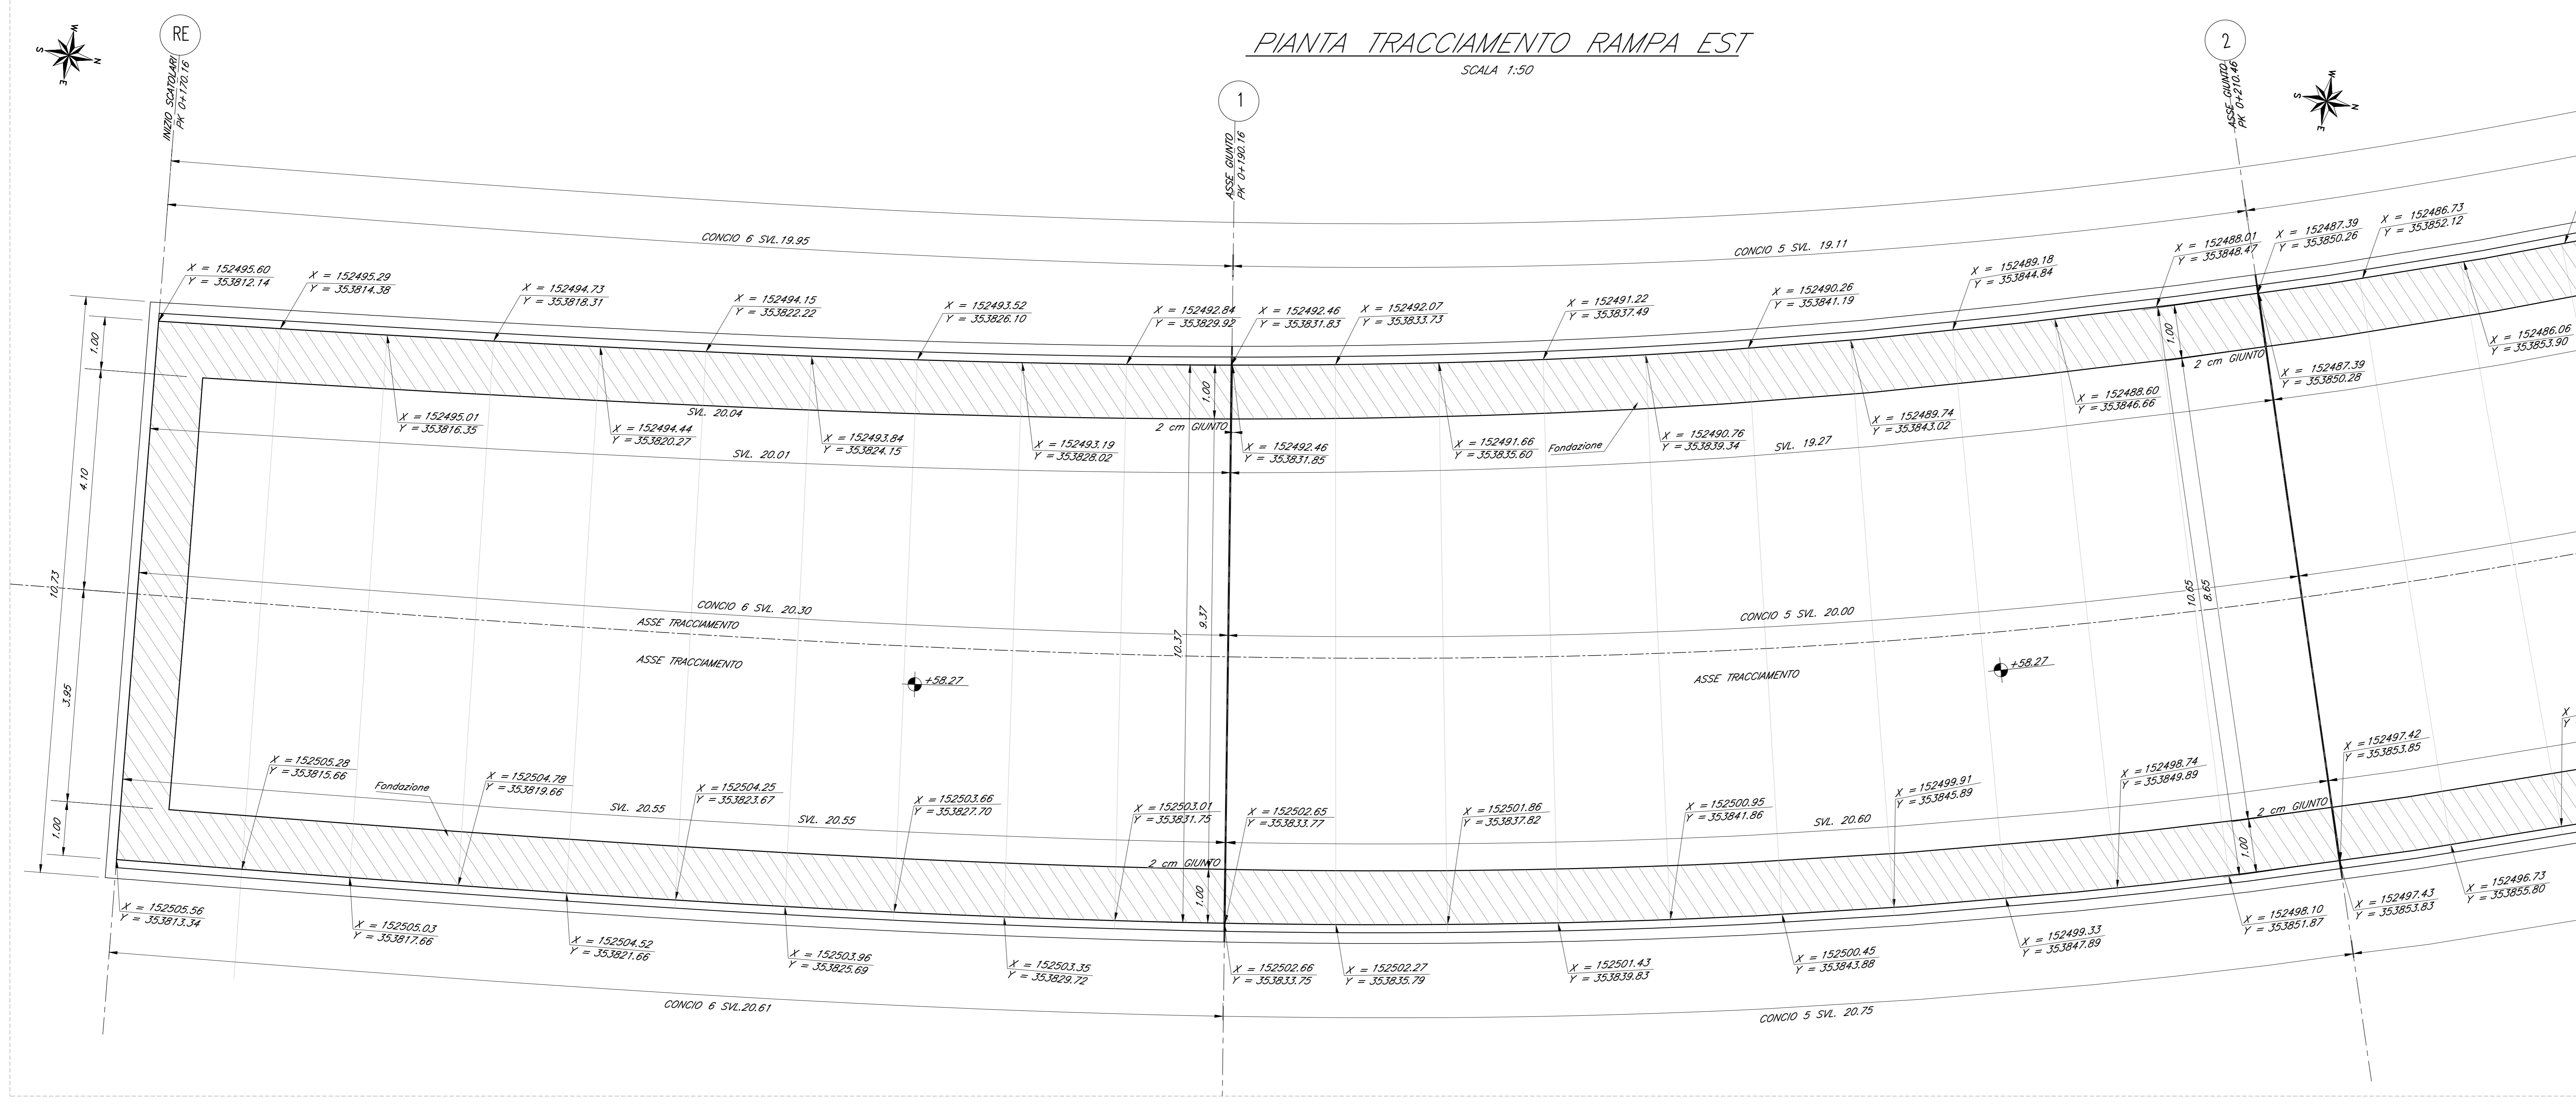 PIANTA TRACCIAMENTO RAMPA EST
SCALA 1:50
W
S
N
E
RE
INIZIO SCATOLARI
PK 0+170.16
1
ASSE GIUNTO
PK 0+190.16
2
ASSE GIUNTO
PK 0+210.46
W
S
N
E
CONCIO 6 SVL.19.95
CONCIO 5 SVL. 19.11
X = 152495.60
Y = 353812.14
X = 152495.29
Y = 353814.38
X = 152494.73
Y = 353818.31
X = 152494.15
Y = 353822.22
X = 152493.52
Y = 353826.10
X = 152492.84
Y = 353829.92
X = 152492.46
Y = 353831.83
X = 152492.07
Y = 353833.73
X = 152491.22
Y = 353837.49
X = 152490.26
Y = 353841.19
X = 152489.18
Y = 353844.84
X = 152488.01
Y = 353848.47
X = 152487.39
Y = 353850.26
X = 152486.73
Y = 353852.12
1.00
4.10
10.73
3.95
1.00
X = 152495.01
Y = 353816.35
X = 152494.44
Y = 353820.27
SVL. 20.04
SVL. 20.01
X = 152493.84
Y = 353824.15
X = 152493.19
Y = 353828.02
1.00
2 cm GIUNTO
X = 152492.46
Y = 353831.85
X = 152491.66
Y = 353835.60
Fondazione
X = 152490.76
Y = 353839.34
SVL. 19.27
X = 152489.74
Y = 353843.02
X = 152488.60
Y = 353846.66
1.00
2 cm GIUNTO
X = 152487.39
Y = 353850.28
X = 152486.06
Y = 353853.90
CONCIO 6 SVL. 20.30
ASSE TRACCIAMENTO
ASSE TRACCIAMENTO
+58.27
10.37
9.37
CONCIO 5 SVL. 20.00
ASSE TRACCIAMENTO
+58.27
10.65
8.65
X = 152505.28
Y = 353815.66
Fondazione
X = 152504.78
Y = 353819.66
SVL. 20.55
X = 152504.25
Y = 353823.67
SVL. 20.55
X = 152503.66
Y = 353827.70
X = 152503.01
Y = 353831.75
X = 152502.65
Y = 353833.77
X = 152501.86
Y = 353837.82
X = 152500.95
Y = 353841.86
SVL. 20.60
X = 152499.91
Y = 353845.89
X = 152498.74
Y = 353849.89
X = 152497.42
Y = 353853.85
X
Y
2 cm GIUNTO
1.00
2 cm GIUNTO
1.00
X = 152505.56
Y = 353813.34
X = 152505.03
Y = 353817.66
X = 152504.52
Y = 353821.66
X = 152503.96
Y = 353825.69
X = 152503.35
Y = 353829.72
X = 152502.66
Y = 353833.75
X = 152502.27
Y = 353835.79
X = 152501.43
Y = 353839.83
X = 152500.45
Y = 353843.88
X = 152499.33
Y = 353847.89
X = 152498.10
Y = 353851.87
X = 152497.43
Y = 353853.83
X = 152496.73
Y = 353855.80
CONCIO 6 SVL.20.61
CONCIO 5 SVL. 20.75